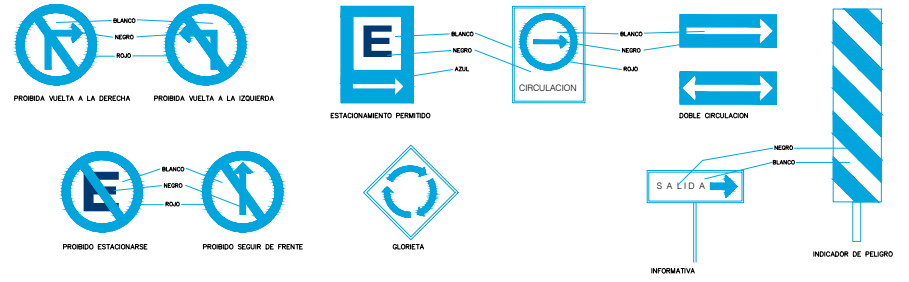 BLANCO
NEGRO
ROJO
PROIBIDA VUELTA A LA DERECHA
PROIBIDA VUELTA A LA IZQUIERDA
E
BLANCO
NEGRO
AZUL
ESTACIONAMIENTO PERMITIDO
CIRCULACION
BLANCO
NEGRO
ROJO
DOBLE CIRCULACION
E
BLANCO
NEGRO
ROJO
PROIBIDO ESTACIONARSE
PROIBIDO SEGUIR DE FRENTE
GLORIETA
NEGRO
BLANCO
SALIDA
INFORMATIVA
INDICADOR DE PELIGRO